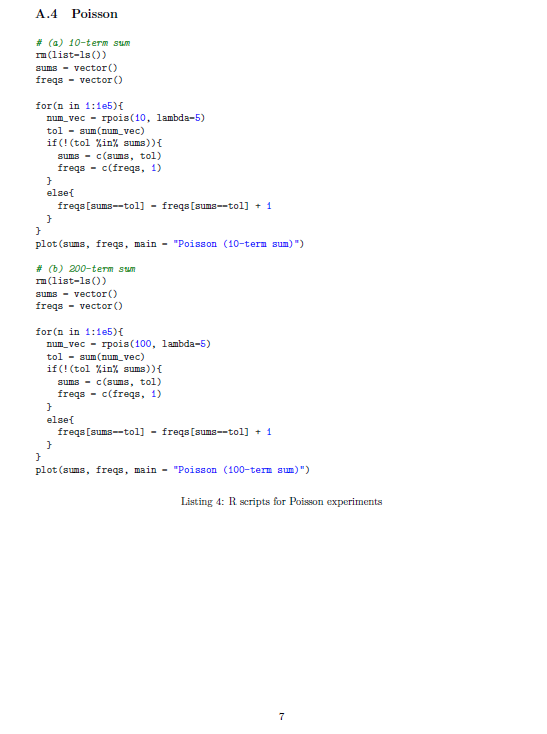 A.4 Poisson
# (a) 10-term sum
rm(list=ls())
sums = vector()
freqs = vector()
for(n in 1:1e5){
num_vec = rpois(10, lambda=5)
tol = sum(num_vec)
if(!(tol %in% sums)){
sums = c(sums, tol)
freqs = c(freqs, 1)
}
else{
freqs[sums==tol] = freqs[sums==tol] + 1
}
}
plot(sums, freqs, main = "Poisson (10-term sum)")
# (b) 200-term sum
rm(list=ls())
sums = vector()
freqs = vector()
for(n in 1:1e5){
num_vec = rpois(100, lambda=5)
tol = sum(num_vec)
if(!(tol %in% sums)){
sums = c(sums, tol)
freqs = c(freqs, 1)
}
else{
freqs[sums==tol] = freqs[sums==tol] + 1
}
}
plot(sums, freqs, main = "Poisson (100-term sum)")
Listing 4: R scripts for Poisson experiments
7